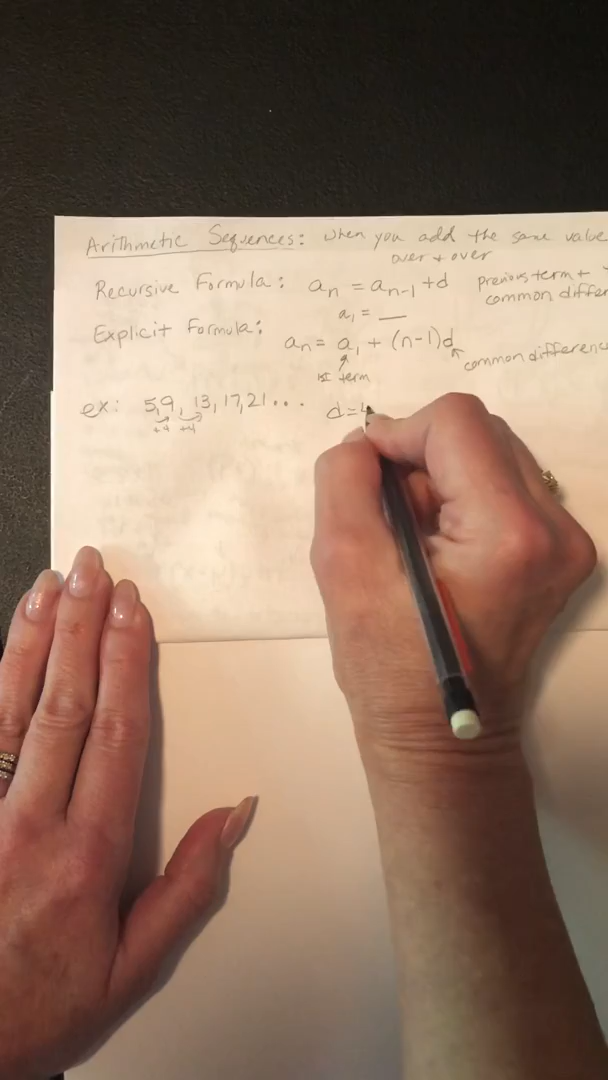 Arithmetic Sequences: when you add the same value
over + over
Recursive Formula: aₙ = aₙ₋₁ + d previous term +
common differ
a₁ = __
Explicit Formula: aₙ = a₁ + (n-1)d
1st term
common difference
ex: 5, 9, 13, 17, 21... d=4
+4 +4